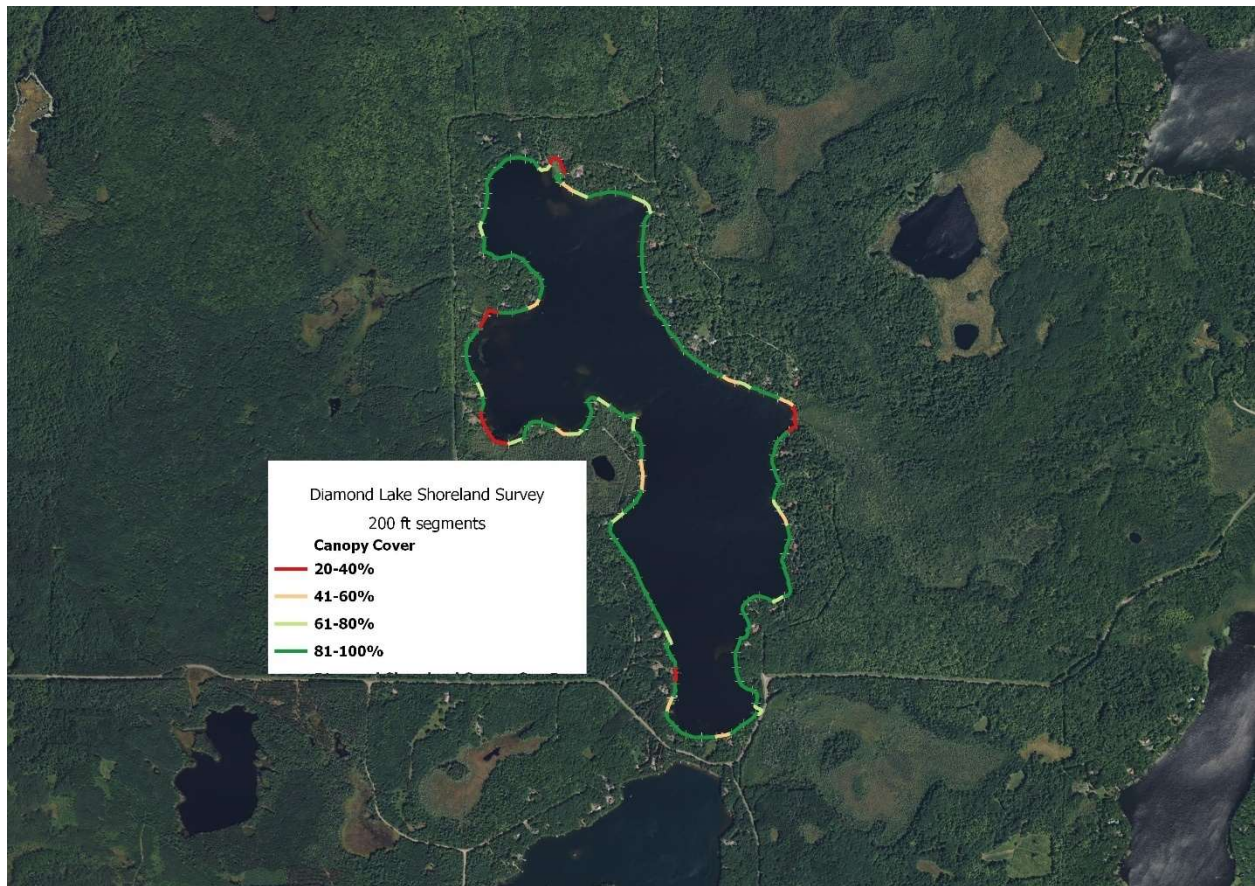 Diamond Lake Shoreland Survey
200 ft segments
Canopy Cover
20-40%
41-60%
61-80%
81-100%